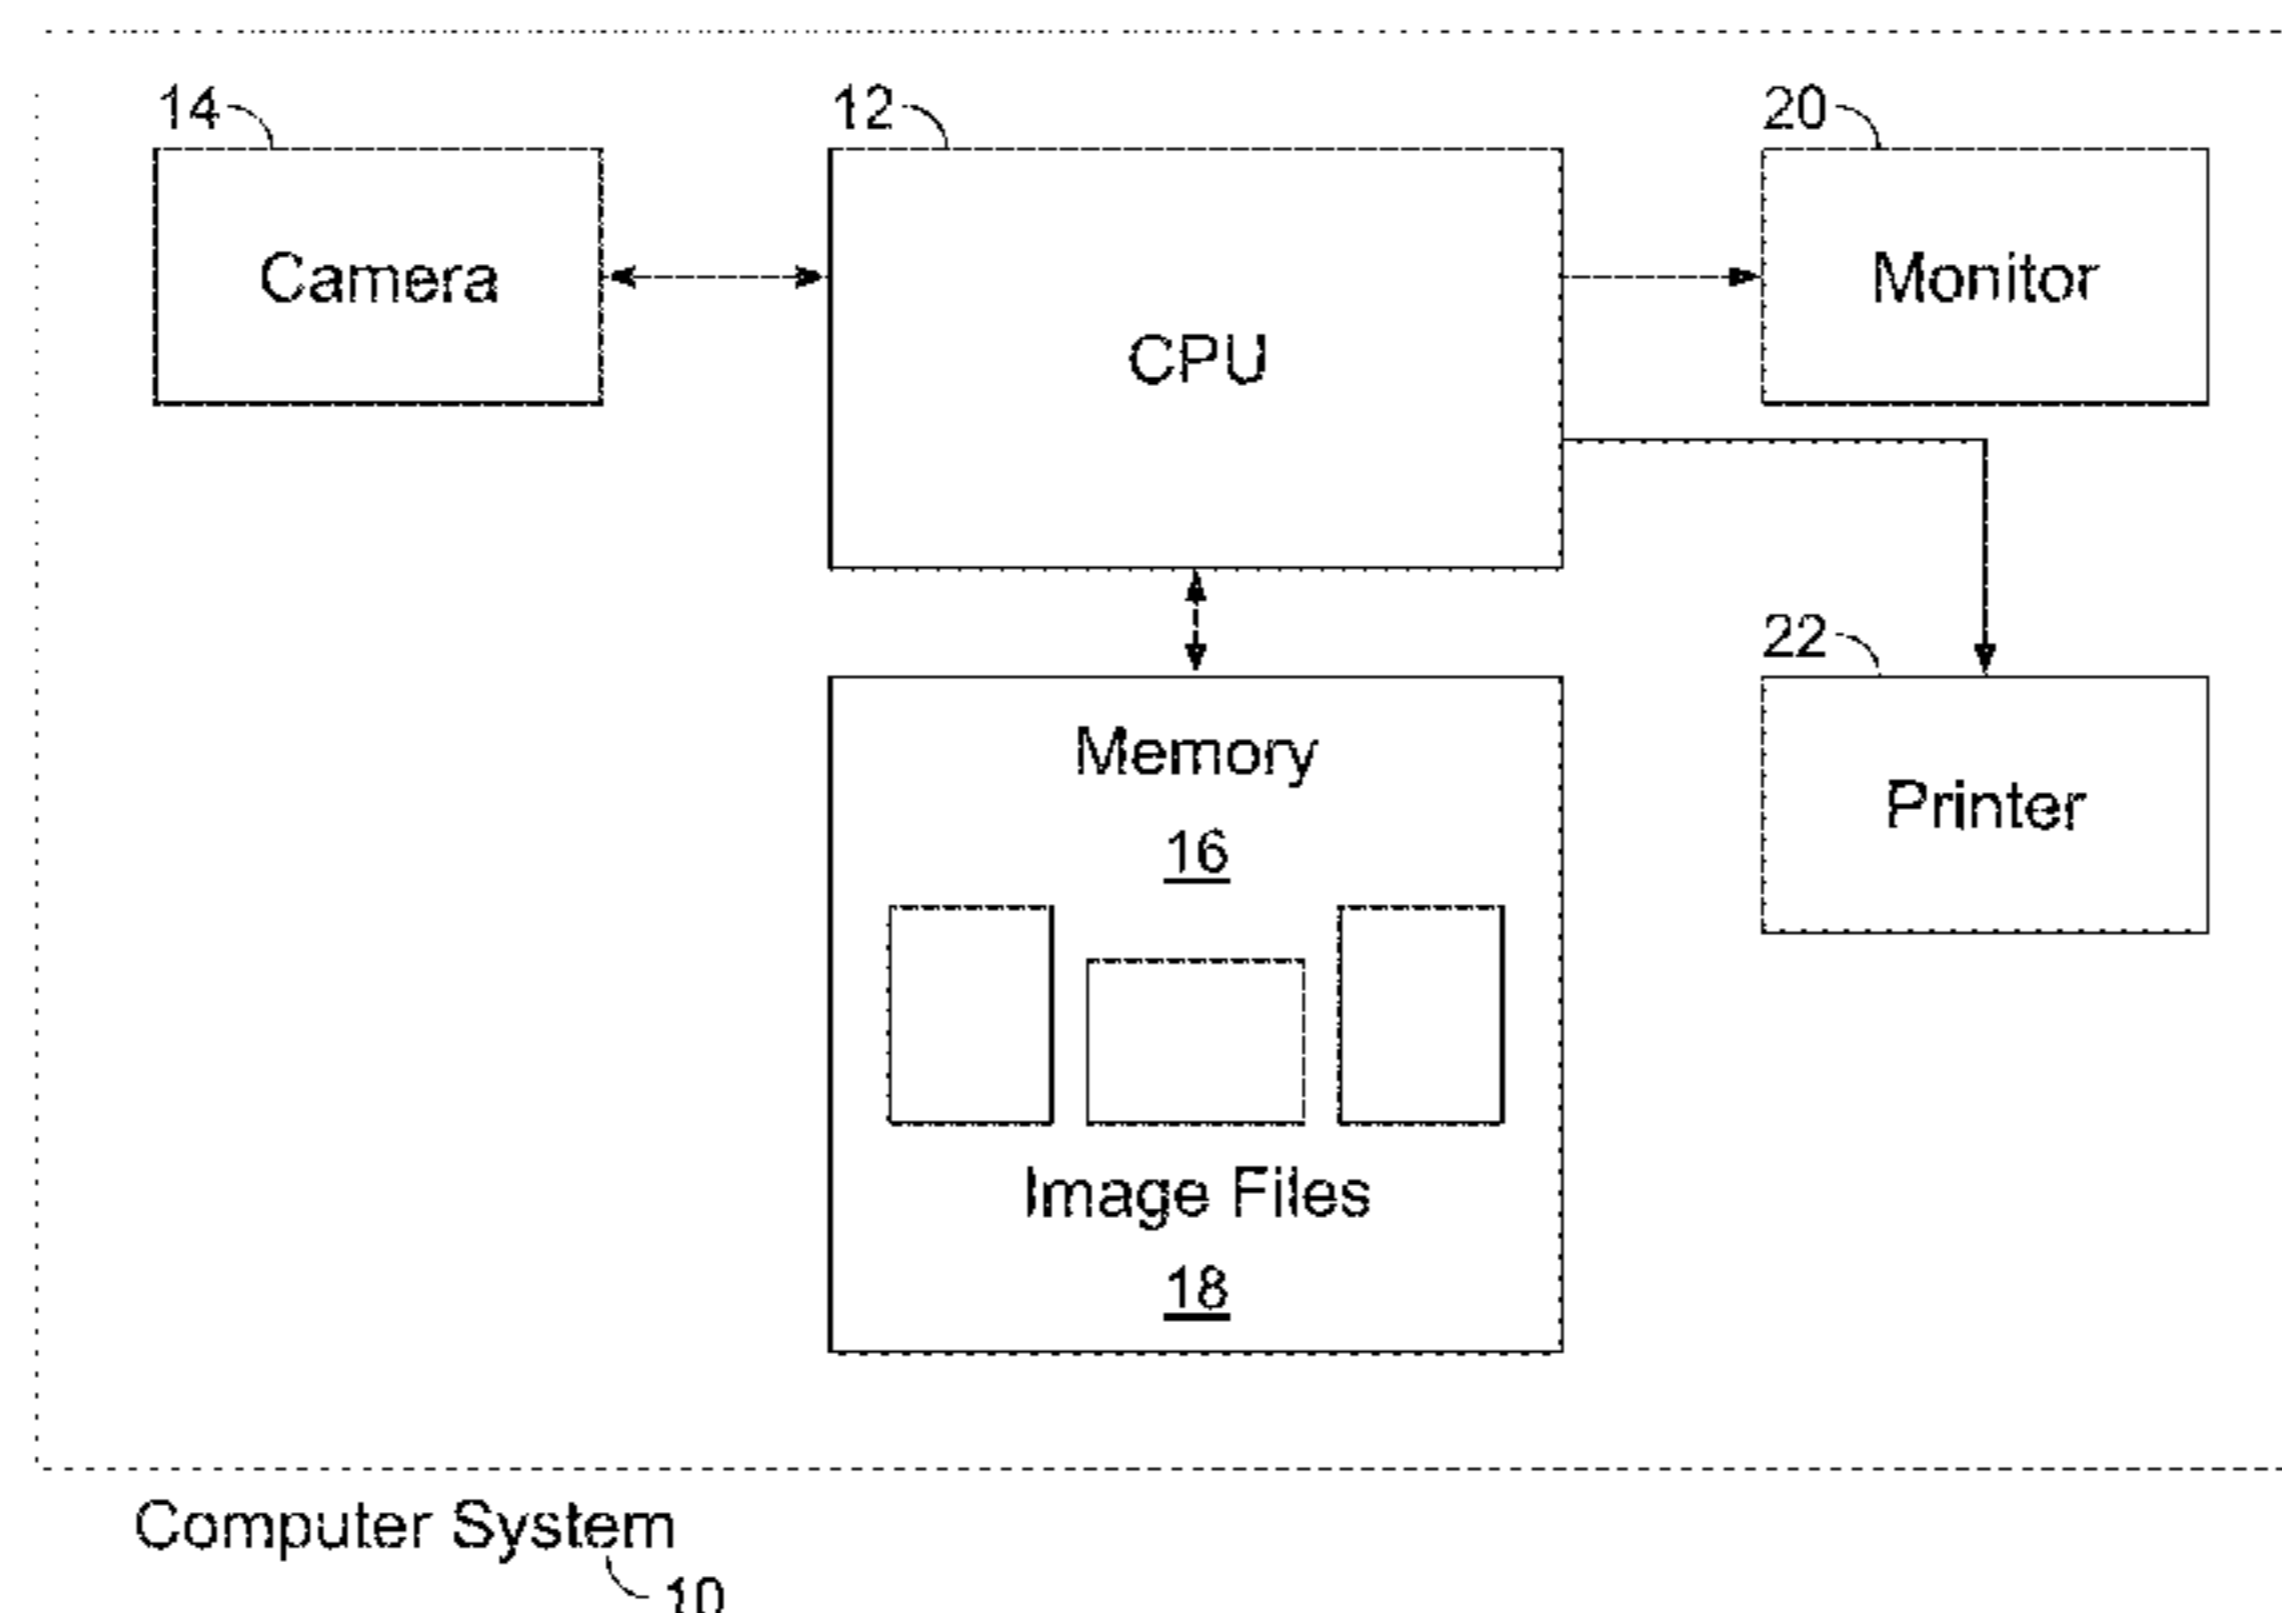 14
12
20
Camera
CPU
Monitor
22
Memory
16
Printer
Image Files
18
Computer System
10